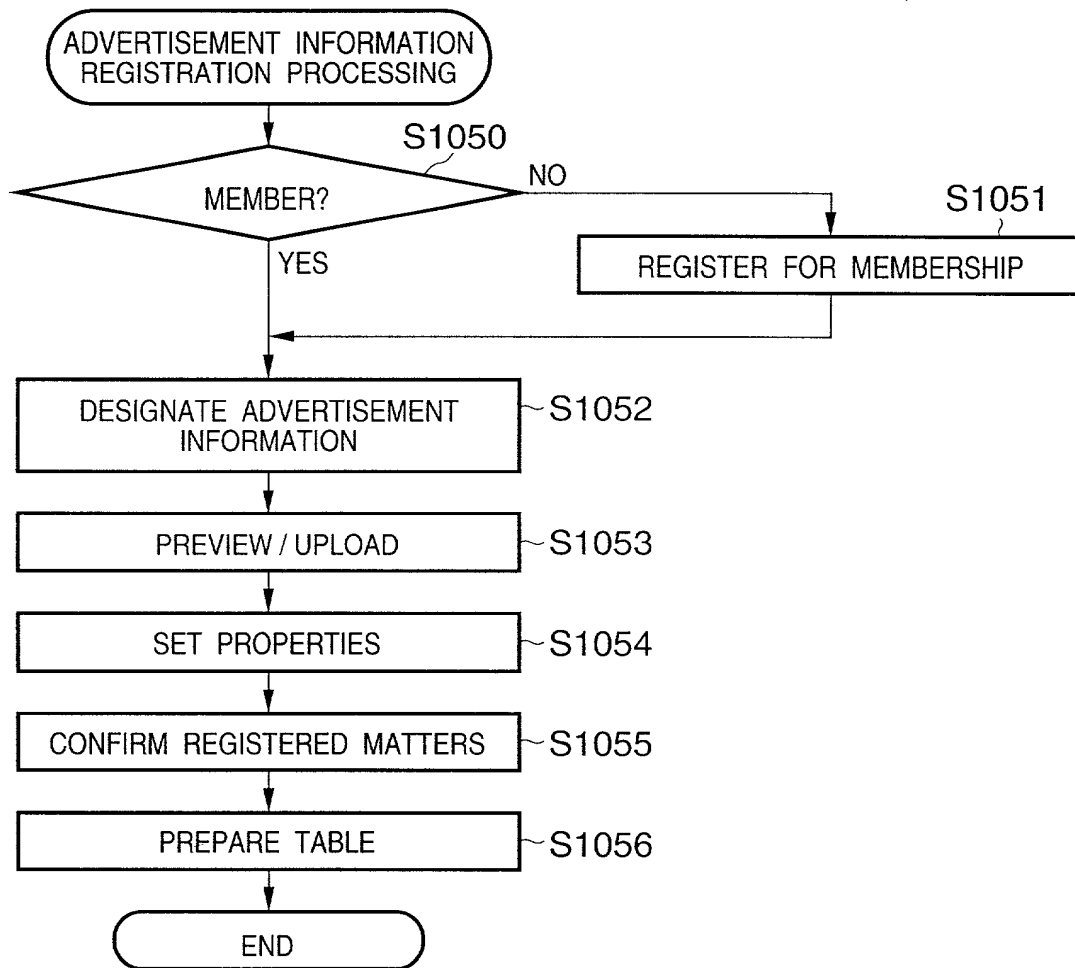 ADVERTISEMENT INFORMATION
REGISTRATION PROCESSING
S1050
MEMBER?
NO
YES
S1051
REGISTER FOR MEMBERSHIP
DESIGNATE ADVERTISEMENT
INFORMATION
S1052
PREVIEW / UPLOAD
S1053
SET PROPERTIES
S1054
CONFIRM REGISTERED MATTERS
S1055
PREPARE TABLE
S1056
END